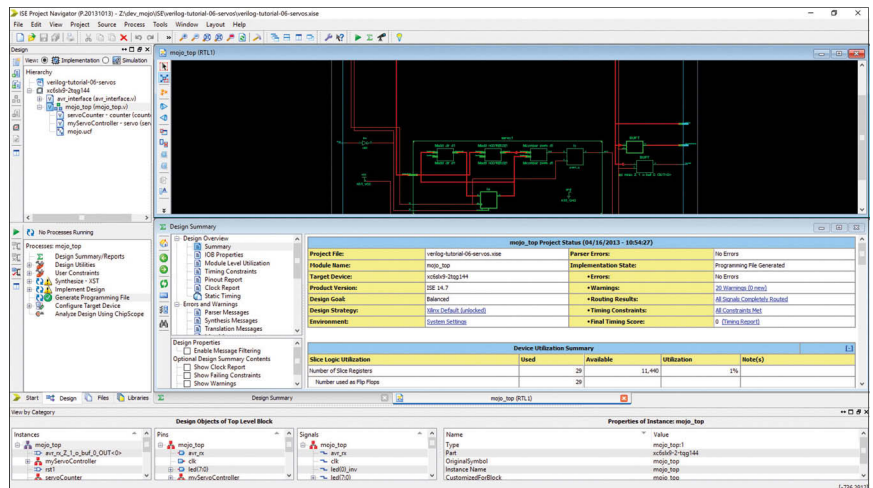 ISE Project Navigator (P.20131013) - Z:\dev_mojo\ISE\verilog-tutorial-06-servos\verilog-tutorial-06-servos.xise
File Edit View Project Source Process Tools Window Layout Help
Design
View: Implementation Simulation
Hierarchy
verilog-tutorial-06-servos
xc6slx9-2tqg144
avr_interface (avr_interface.v)
mojo_top (mojo_top.v)
servoCounter - counter (count
myServoController - servo (serv
mojo.ucf
No Processes Running
Processes: mojo_top
Design Summary/Reports
Design Utilities
User Constraints
Synthesize - XST
Implement Design
Generate Programming File
Configure Target Device
Analyze Design Using ChipScope
Start Design Files Libraries
mojo_top (RTL1)
Design Summary
Design Overview
Summary
IOB Properties
Module Level Utilization
Timing Constraints
Pinout Report
Clock Report
Static Timing
Errors and Warnings
Parser Messages
Synthesis Messages
Translation Messages
Design Properties
Enable Message Filtering
Optional Design Summary Contents
Show Clock Report
Show Failing Constraints
Show Warnings
mojo_top Project Status (04/16/2013 - 10:54:27)
Project File: verilog-tutorial-06-servos.xise Parser Errors: No Errors
Module Name: mojo_top Implementation State: Programming File Generated
Target Device: xc6slx9-2tqg144 •Errors: No Errors
Product Version: ISE 14.7 •Warnings: 20 Warnings (0 new)
Design Goal: Balanced •Routing Results: All Signals Completely Routed
Design Strategy: Xilinx Default (unlocked) •Timing Constraints: All Constraints Met
Environment: System Settings •Final Timing Score: 0 (Timing Report)
Device Utilization Summary [-]
Slice Logic Utilization Used Available Utilization Note(s)
Number of Slice Registers 29 11,440 1%
Number used as Flip Flops 29
Design Summary mojo_top (RTL1)
View by Category
Design Objects of Top Level Block Properties of Instance: mojo_top
Instances Pins Signals Name Value
mojo_top mojo_top mojo_top Type mojo_top:1
avr_rx_Z_1_o_buf_0_OUT<0> avr_rx avr_rx Part xc6slx9-2-tqg144
myServoController clk clk OriginalSymbol mojo_top
rst1 led(7:0) led(0)_inv Instance Name mojo_top
servoCounter myServoController led(7:0) CustomizedForBlock mojo_top